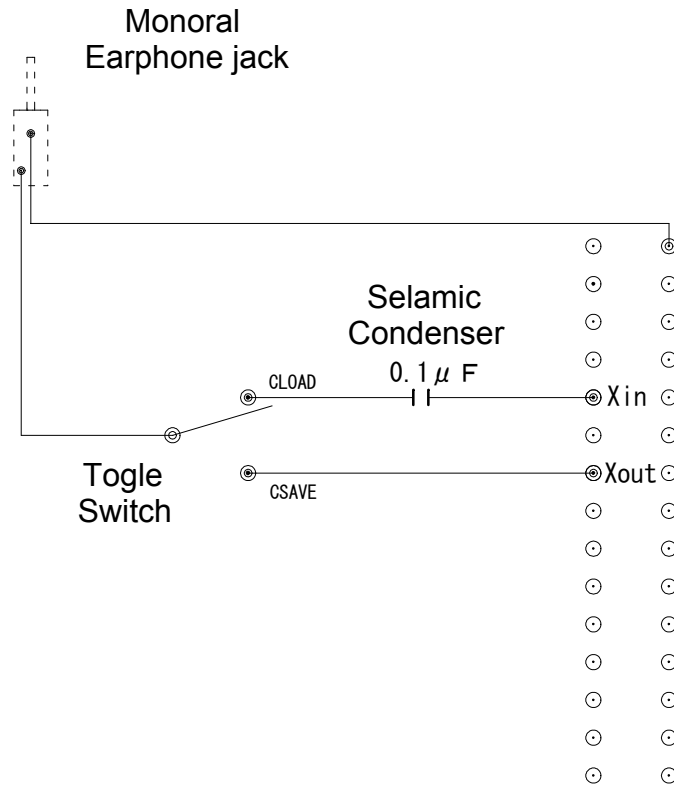 Monoral
Earphone jack
Selamic
Condenser
0.1μF
CLOAD
Xin
Togle
Switch
CSAVE
Xout